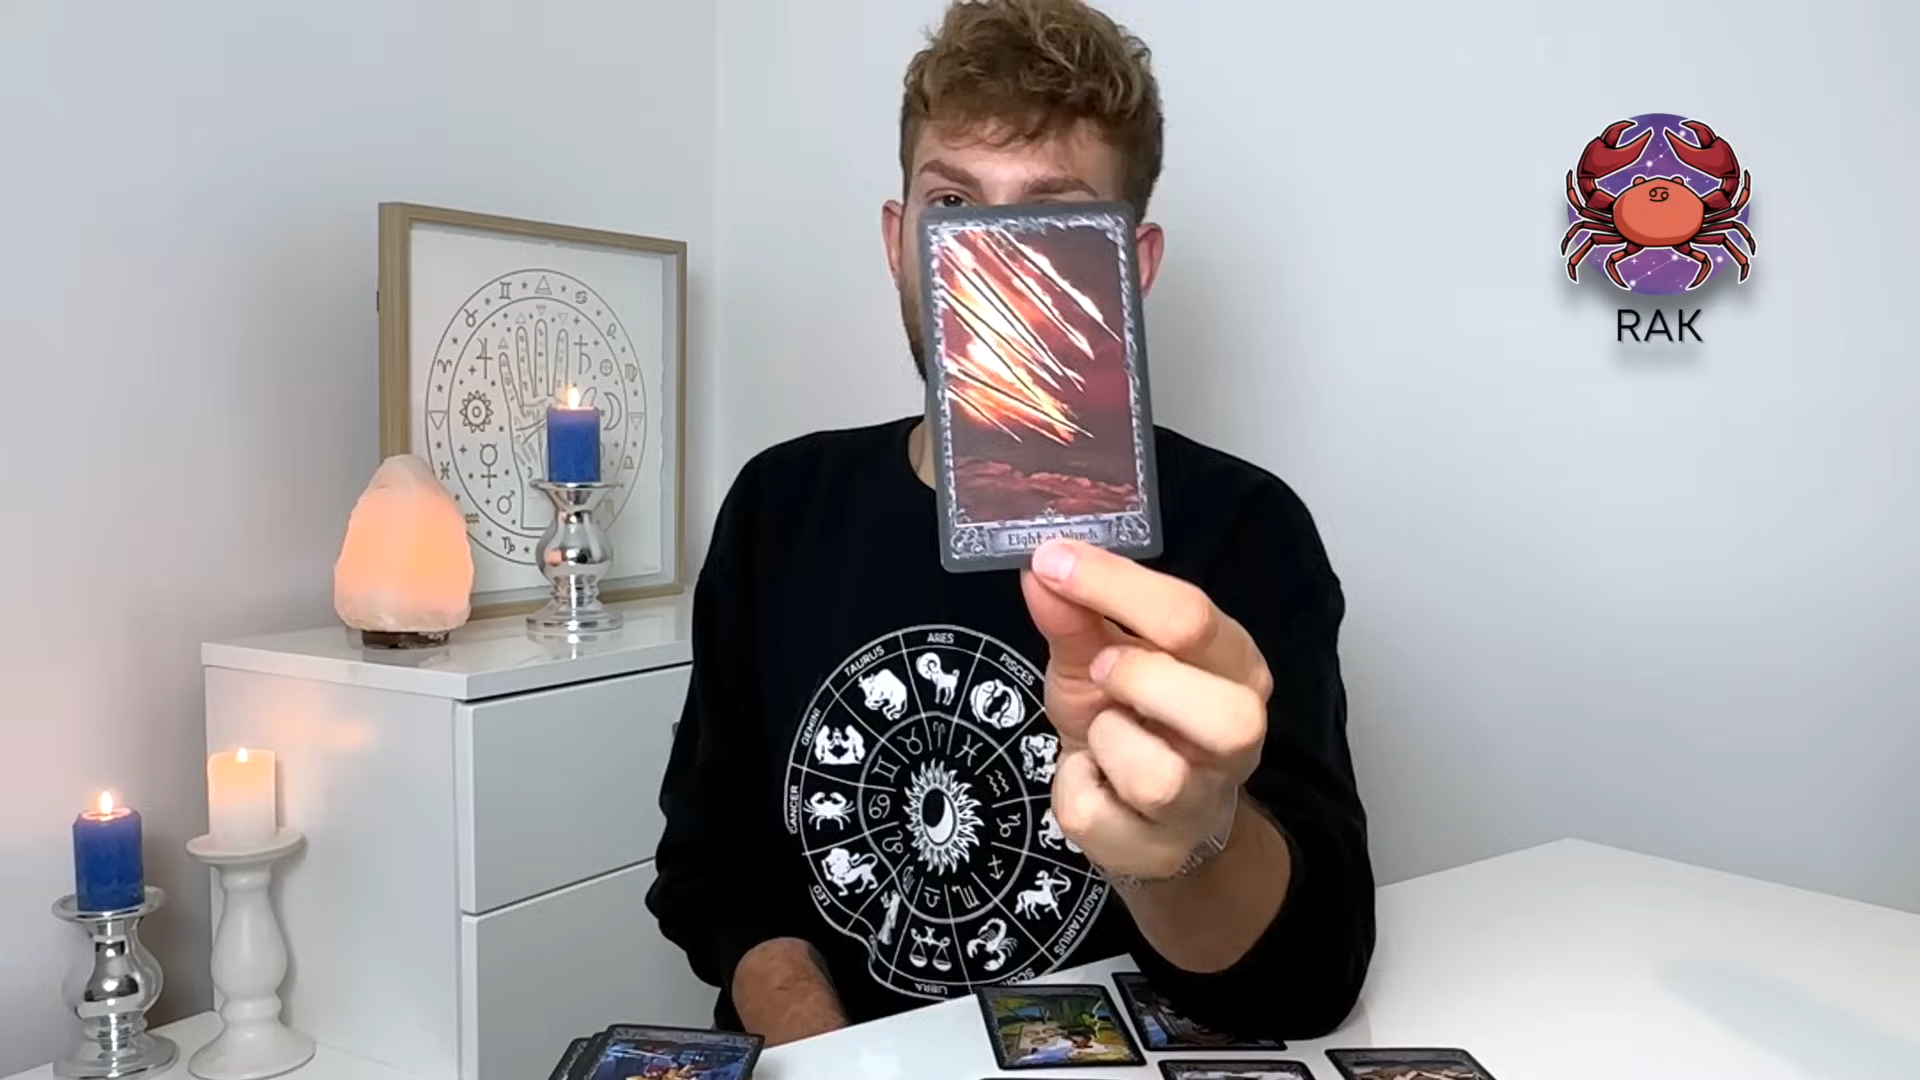 RAK
Eight of Wands
ARIES
TAURUS
PISCES
GEMINI
CANCER
LEO
SAGITTARIUS
LIBRA